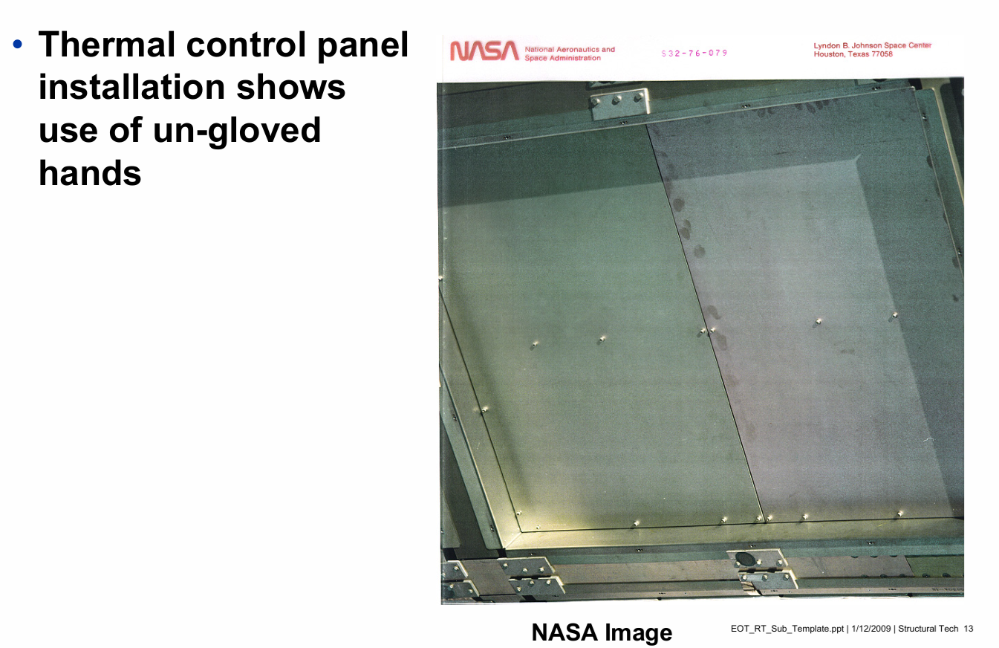 • Thermal control panel
installation shows
use of un-gloved
hands
NASA
National Aeronautics and
Space Administration
S32-76-079
Lyndon B. Johnson Space Center
Houston, Texas 77058
NASA Image
EOT_RT_Sub_Template.ppt | 1/12/2009 | Structural Tech 13